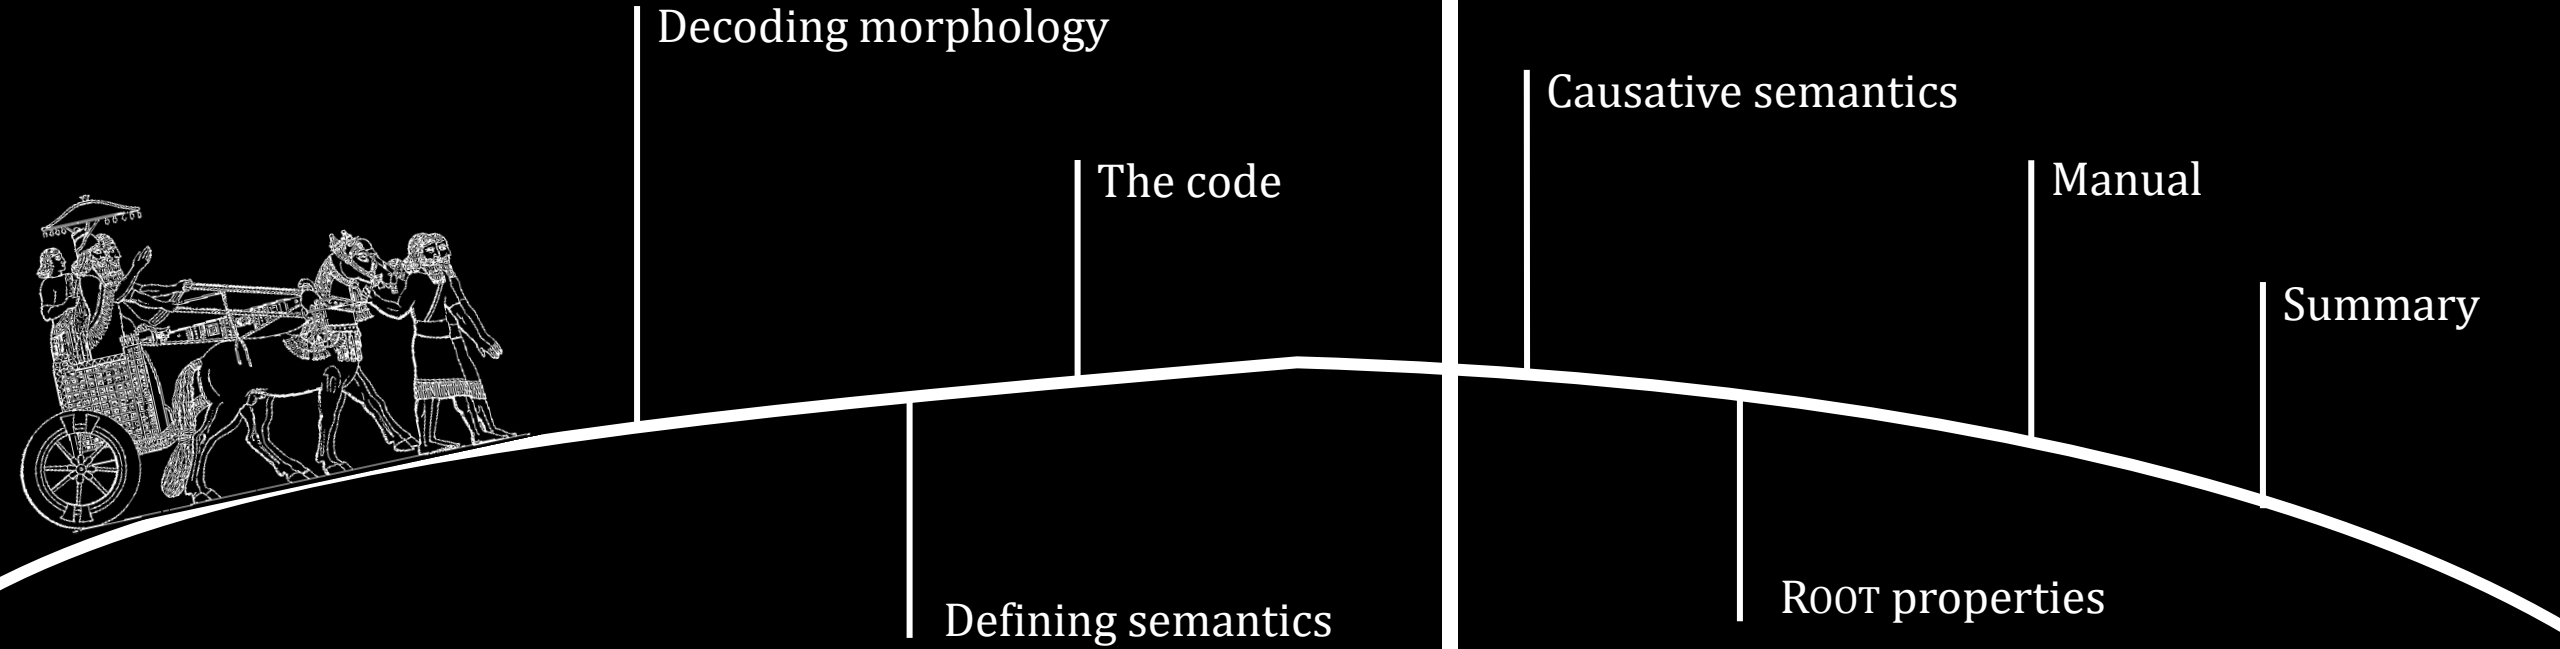 Decoding morphology
Defining semantics
The code
Causative semantics
ROOT properties
Manual
Summary